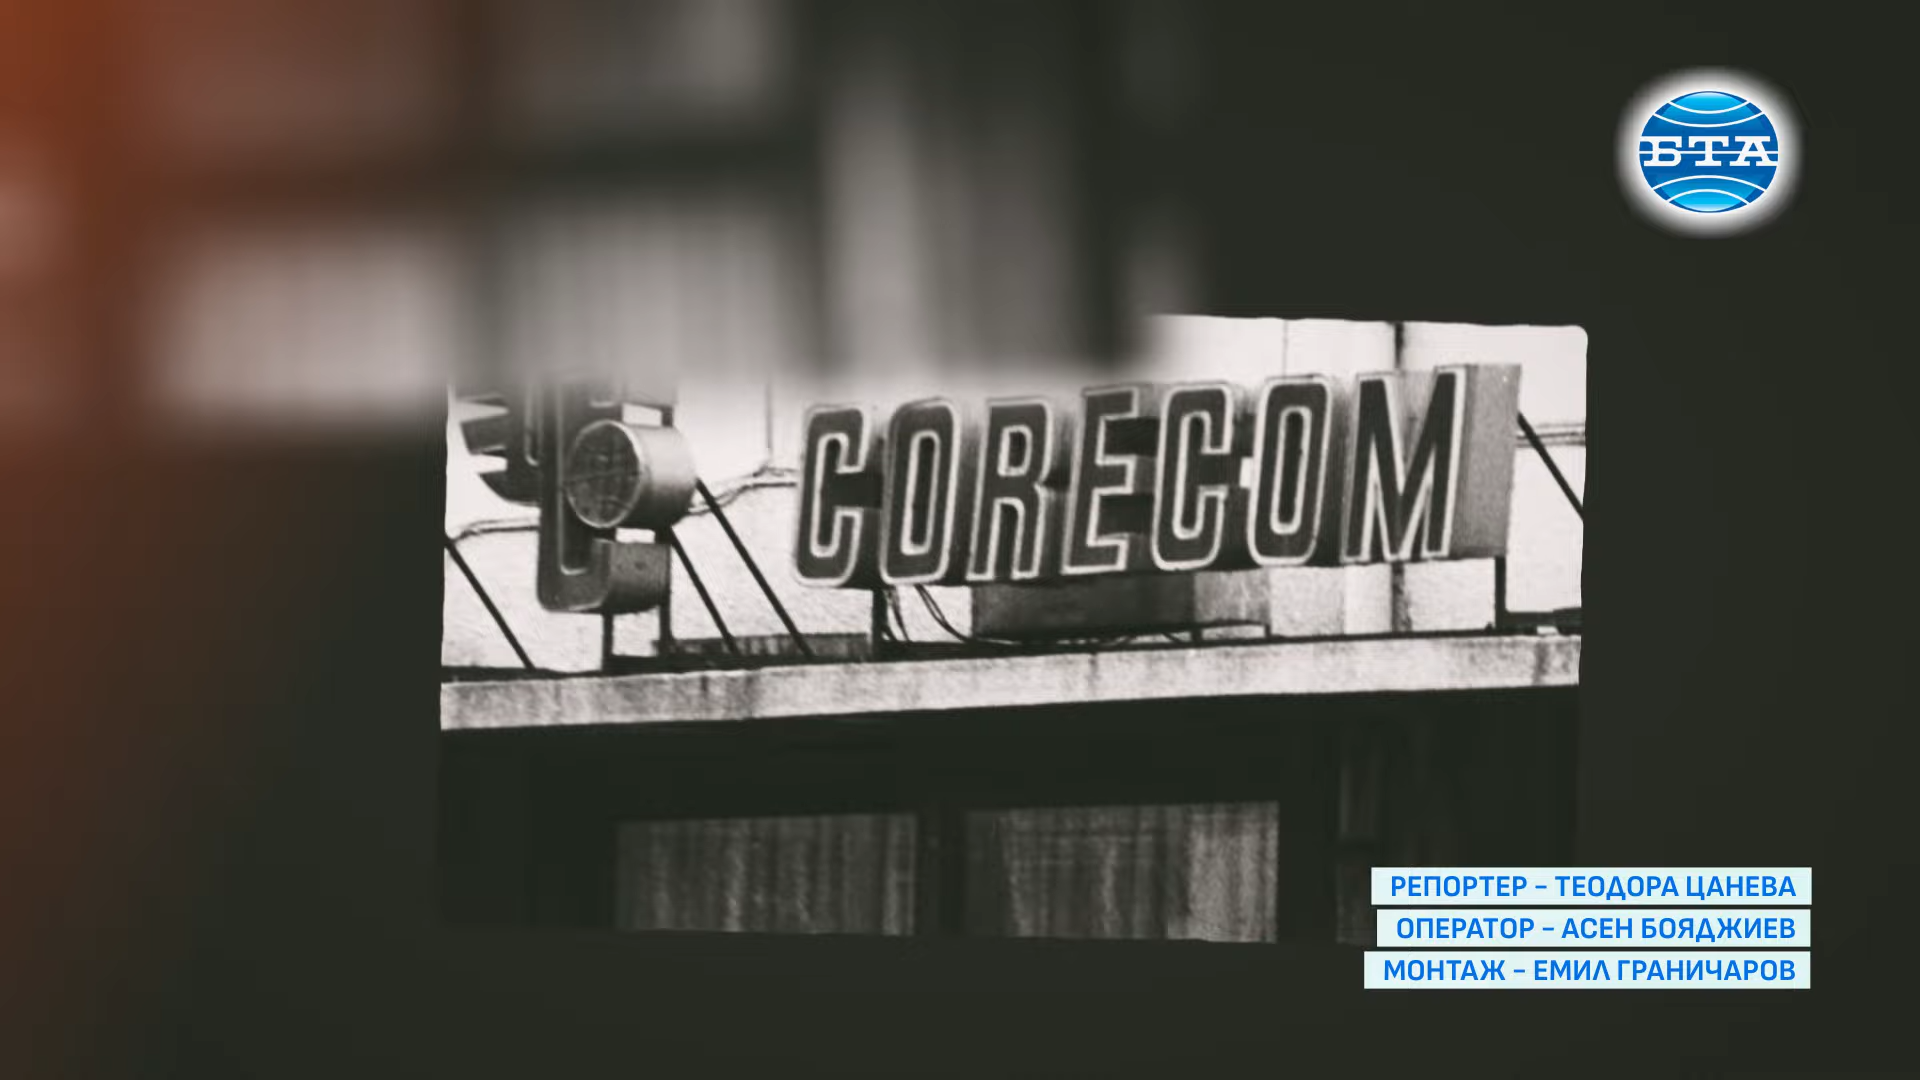 БТА
CORECOM
РЕПОРТЕР – ТЕОДОРА ЦАНЕВА
ОПЕРАТОР – АСЕН БОЯДЖИЕВ
МОНТАЖ – ЕМИЛ ГРАНИЧАРОВ